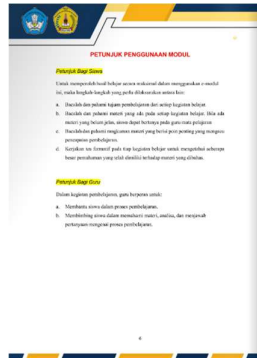 PETUNJUK PENGGUNAAN MODUL
Petunjuk Bagi Siswa
Untuk memperoleh hasil belajar secara maksimal dalam menggunakan e-modul
ini, maka langkah-langkah yang perlu dilaksanakan antara lain:
a. Bacalah dan pahami tujuan pembelajaran dari setiap kegiatan belajar.
b. Bacalah dan pahami materi yang ada pada setiap kegiatan belajar. Bila ada
materi yang belum jelas, siswa dapat bertanya pada guru mata pelajaran.
c. Bacalah dan pahami rangkuman materi yang berisi poin penting yang mengacu
pencapaian pembelajaran.
d. Kerjakan tes formatif pada tiap kegiatan belajar untuk mengetahui seberapa
besar pemahaman yang telah dimiliki terhadap materi yang dibahas.
Petunjuk Bagi Guru
Dalam kegiatan pembelajaran, guru berperan untuk:
a. Membantu siswa dalam proses pembelajaran.
b. Membimbing siswa dalam memahami materi, analisa, dan menjawab
pertanyaan mengenai proses pembelajaran.